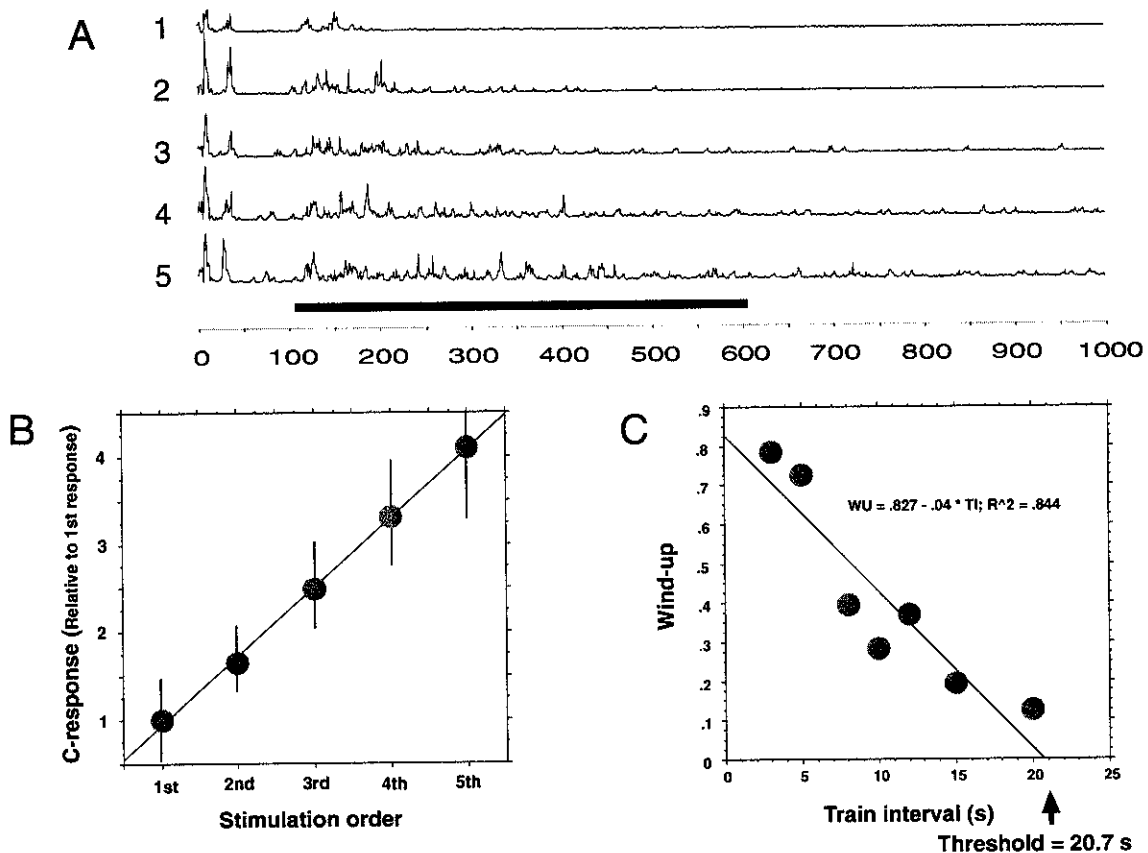 A
1
2
3
4
5
0 100 200 300 400 500 600 700 800 900 1000
B
C-response (Relative to 1st response)
4
3
2
1
1st 2nd 3rd 4th 5th
Stimulation order
C
Wind-up
.9
.8
.7
.6
.5
.4
.3
.2
.1
0
WU = .827 - .04 * TI; R^2 = .844
0 5 10 15 20 25
Train interval (s)
Threshold = 20.7 s